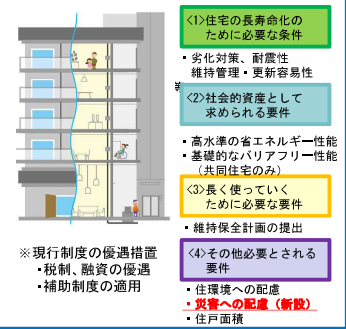 <1>住宅の長寿命化の
ために必要な条件
・劣化対策、耐震性
維持管理・更新容易性
等
<2>社会的資産として
求められる要件
・高水準の省エネルギー性能
・基礎的なバリアフリー性能
（共同住宅のみ）
<3>長く使っていく
ために必要な要件
・維持保全計画の提出
<4>その他必要とされる
要件
・住環境への配慮
・災害への配慮（新設）
・住戸面積
※現行制度の優遇措置
・税制、融資の優遇
・補助制度の適用